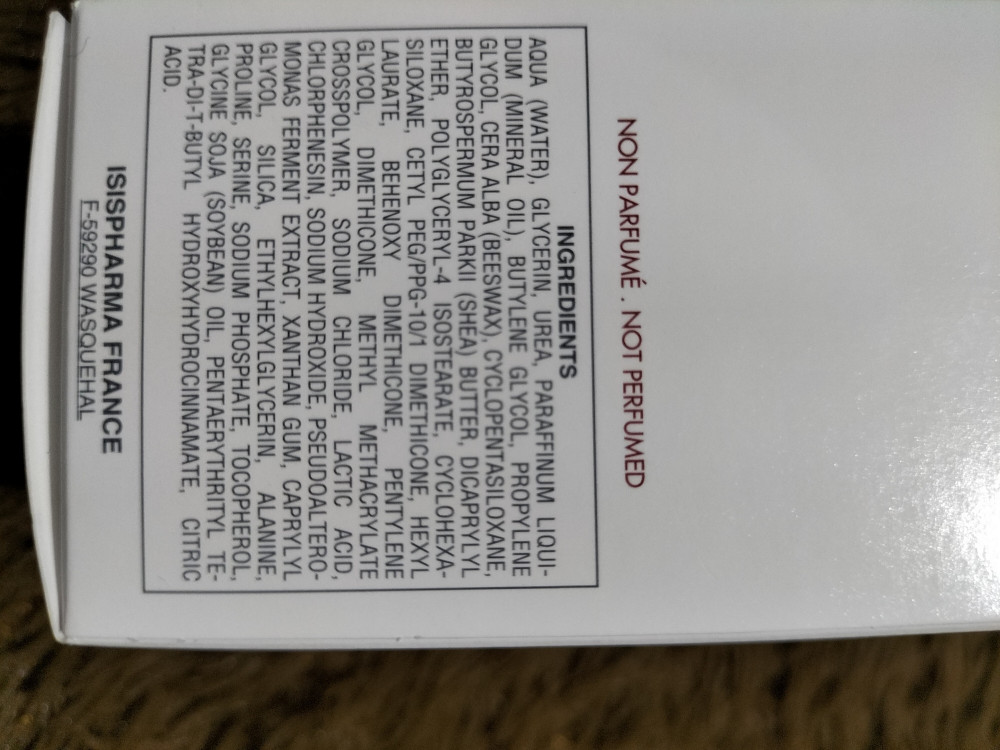 NON PARFUMÉ . NOT PERFUMED
INGREDIENTS
AQUA (WATER), GLYCERIN, UREA, PARAFFINUM LIQUI-
DUM (MINERAL OIL), BUTYLENE GLYCOL, PROPYLENE
GLYCOL, CERA ALBA (BEESWAX), CYCLOPENTASILOXANE,
BUTYROSPERMUM PARKII (SHEA) BUTTER, DICAPRYLYL
ETHER, POLYGLYCERYL-4 ISOSTEARATE, CYCLOHEXA-
SILOXANE, CETYL PEG/PPG-10/1 DIMETHICONE, HEXYL
LAURATE, BEHENOXY DIMETHICONE, PENTYLENE
GLYCOL, DIMETHICONE, METHYL METHACRYLATE
CROSSPOLYMER, SODIUM CHLORIDE, LACTIC ACID,
CHLORPHENESIN, SODIUM HYDROXIDE, PSEUDOALTERO-
MONAS FERMENT EXTRACT, XANTHAN GUM, CAPRYLYL
GLYCOL, SILICA, ETHYLHEXYLGLYCERIN, ALANINE,
PROLINE, SERINE, SODIUM PHOSPHATE, TOCOPHEROL,
GLYCINE SOJA (SOYBEAN) OIL, PENTAERYTHRITYL TE-
TRA-DI-T-BUTYL HYDROXYHYDROCINNAMATE, CITRIC
ACID.
ISISPHARMA FRANCE
F-59290 WASQUEHAL